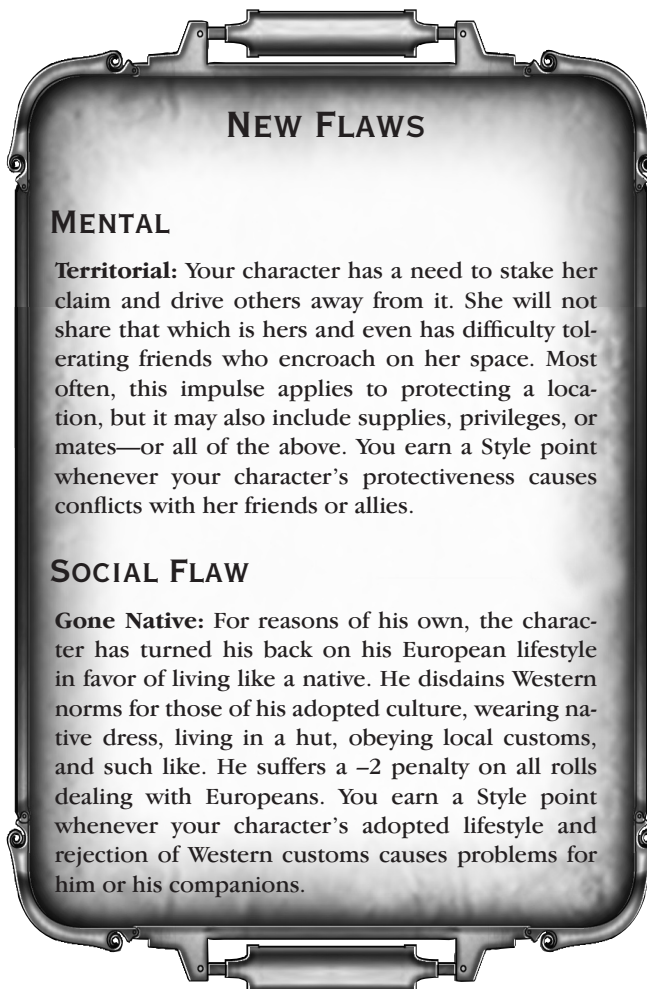 New Flaws
Mental
Territorial: Your character has a need to stake her
claim and drive others away from it. She will not
share that which is hers and even has difficulty tol-
erating friends who encroach on her space. Most
often, this impulse applies to protecting a loca-
tion, but it may also include supplies, privileges, or
mates—or all of the above. You earn a Style point
whenever your character's protectiveness causes
conflicts with her friends or allies.
Social Flaw
Gone Native: For reasons of his own, the charac-
ter has turned his back on his European lifestyle
in favor of living like a native. He disdains Western
norms for those of his adopted culture, wearing na-
tive dress, living in a hut, obeying local customs,
and such like. He suffers a –2 penalty on all rolls
dealing with Europeans. You earn a Style point
whenever your character's adopted lifestyle and
rejection of Western customs causes problems for
him or his companions.